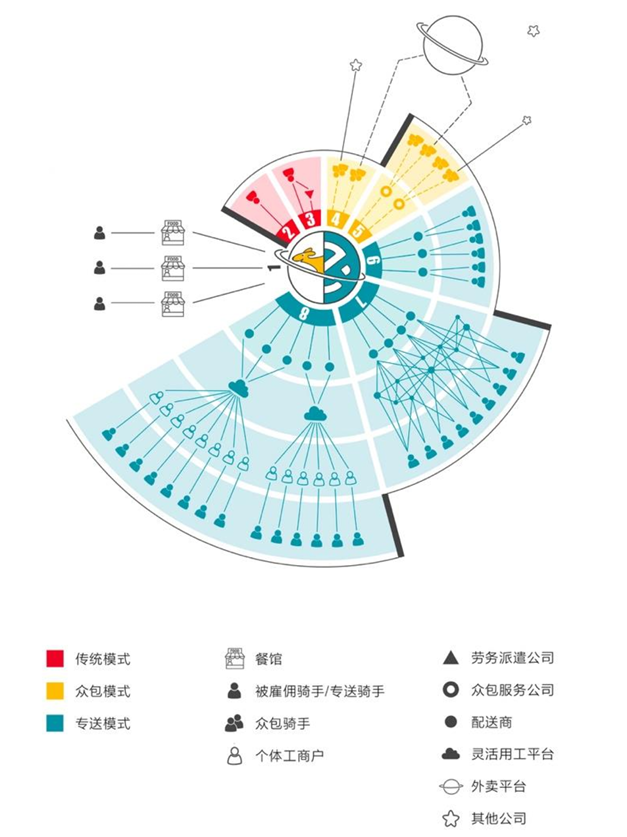 FOOD
FOOD
FOOD
1
2
3
4
5
6
7
8
传统模式
众包模式
专送模式
餐馆
被雇佣骑手/专送骑手
众包骑手
个体工商户
劳务派遣公司
众包服务公司
配送商
灵活用工平台
外卖平台
其他公司